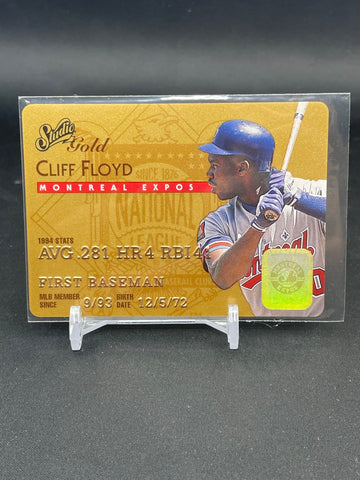 Studio
Gold
CLIFF FLOYD
MONTREAL EXPOS
SINCE 1876
NATIONAL
1994 STATS
AVG .281 HR 4 RBI 4
FIRST BASEMAN
MLB MEMBER SINCE 9/93 BIRTH DATE 12/5/72